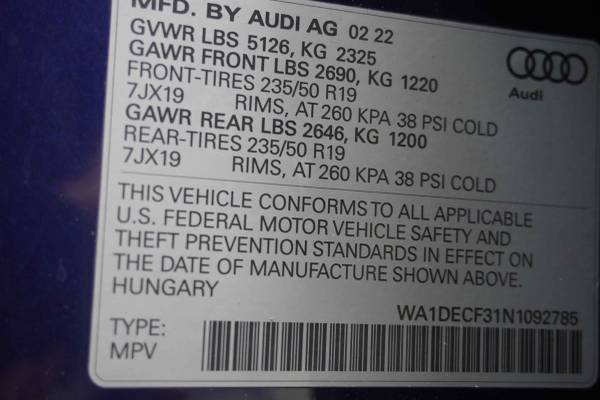 MFD. BY AUDI AG 02 22
GVWR LBS 5126, KG 2325
GAWR FRONT LBS 2690, KG 1220
FRONT-TIRES 235/50 R19
7JX19 RIMS, AT 260 KPA 38 PSI COLD
GAWR REAR LBS 2646, KG 1200
REAR-TIRES 235/50 R19
7JX19 RIMS, AT 260 KPA 38 PSI COLD
Audi
THIS VEHICLE CONFORMS TO ALL APPLICABLE
U.S. FEDERAL MOTOR VEHICLE SAFETY AND
THEFT PREVENTION STANDARDS IN EFFECT ON
THE DATE OF MANUFACTURE SHOWN ABOVE.
HUNGARY
WA1DECF31N1092785
TYPE:
MPV